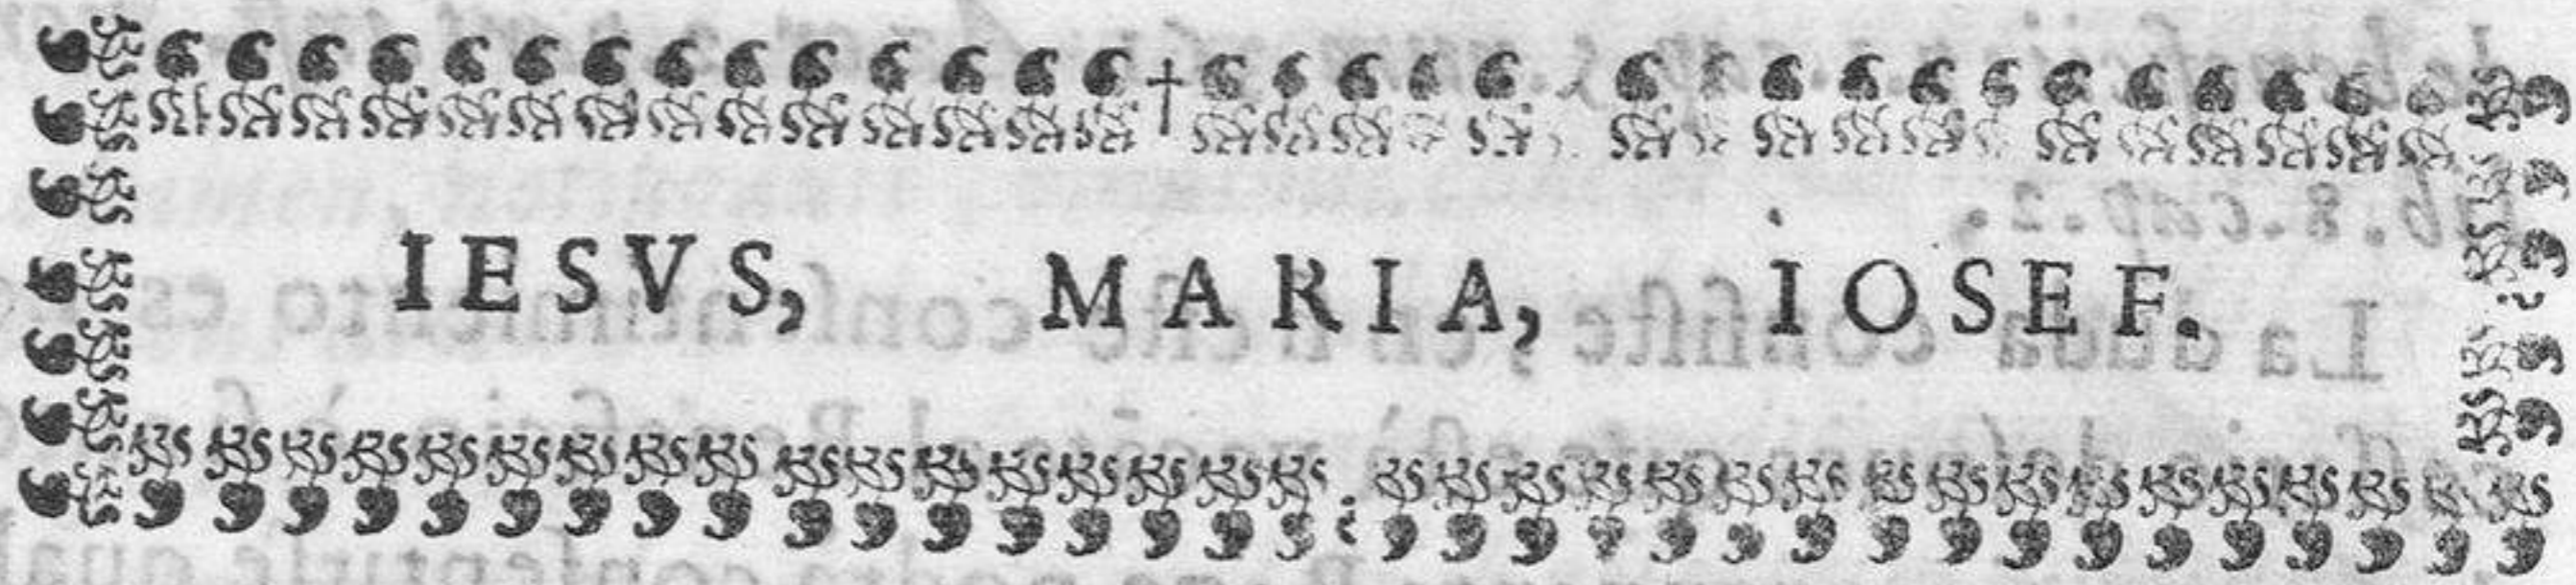 IESVS, MARIA, IOSEF.